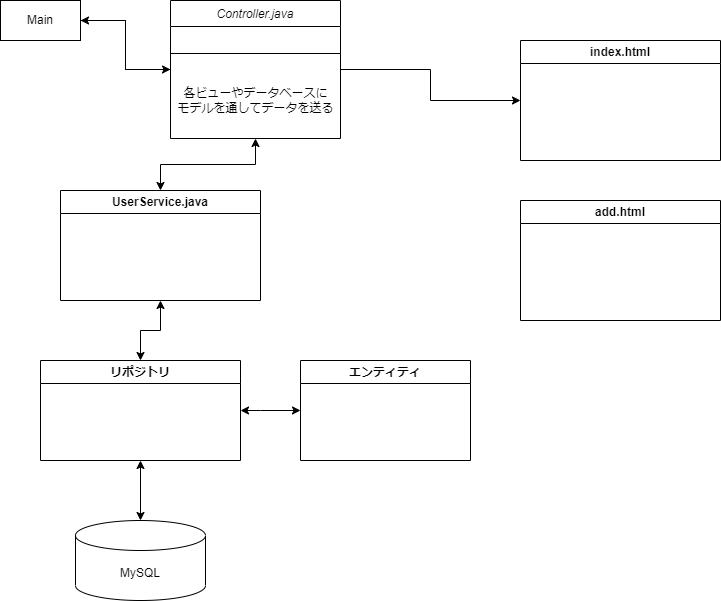 Main
Controller.java
各ビューやデータベースに
モデルを通してデータを送る
index.html
UserService.java
add.html
リポジトリ
エンティティ
MySQL